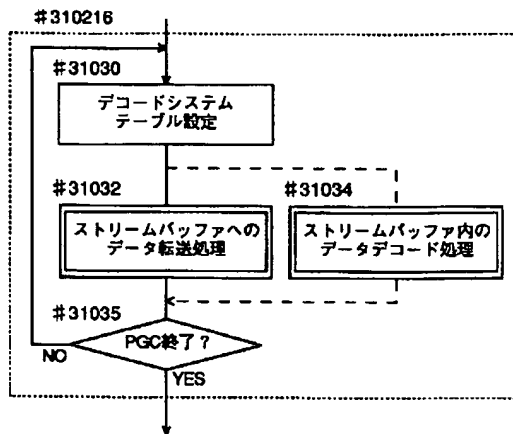 #310216
#31030
デコードシステム
テーブル設定
#31032
ストリームバッファへの
データ転送処理
#31034
ストリームバッファ内の
データデコード処理
#31035
PGC終了？
NO
YES